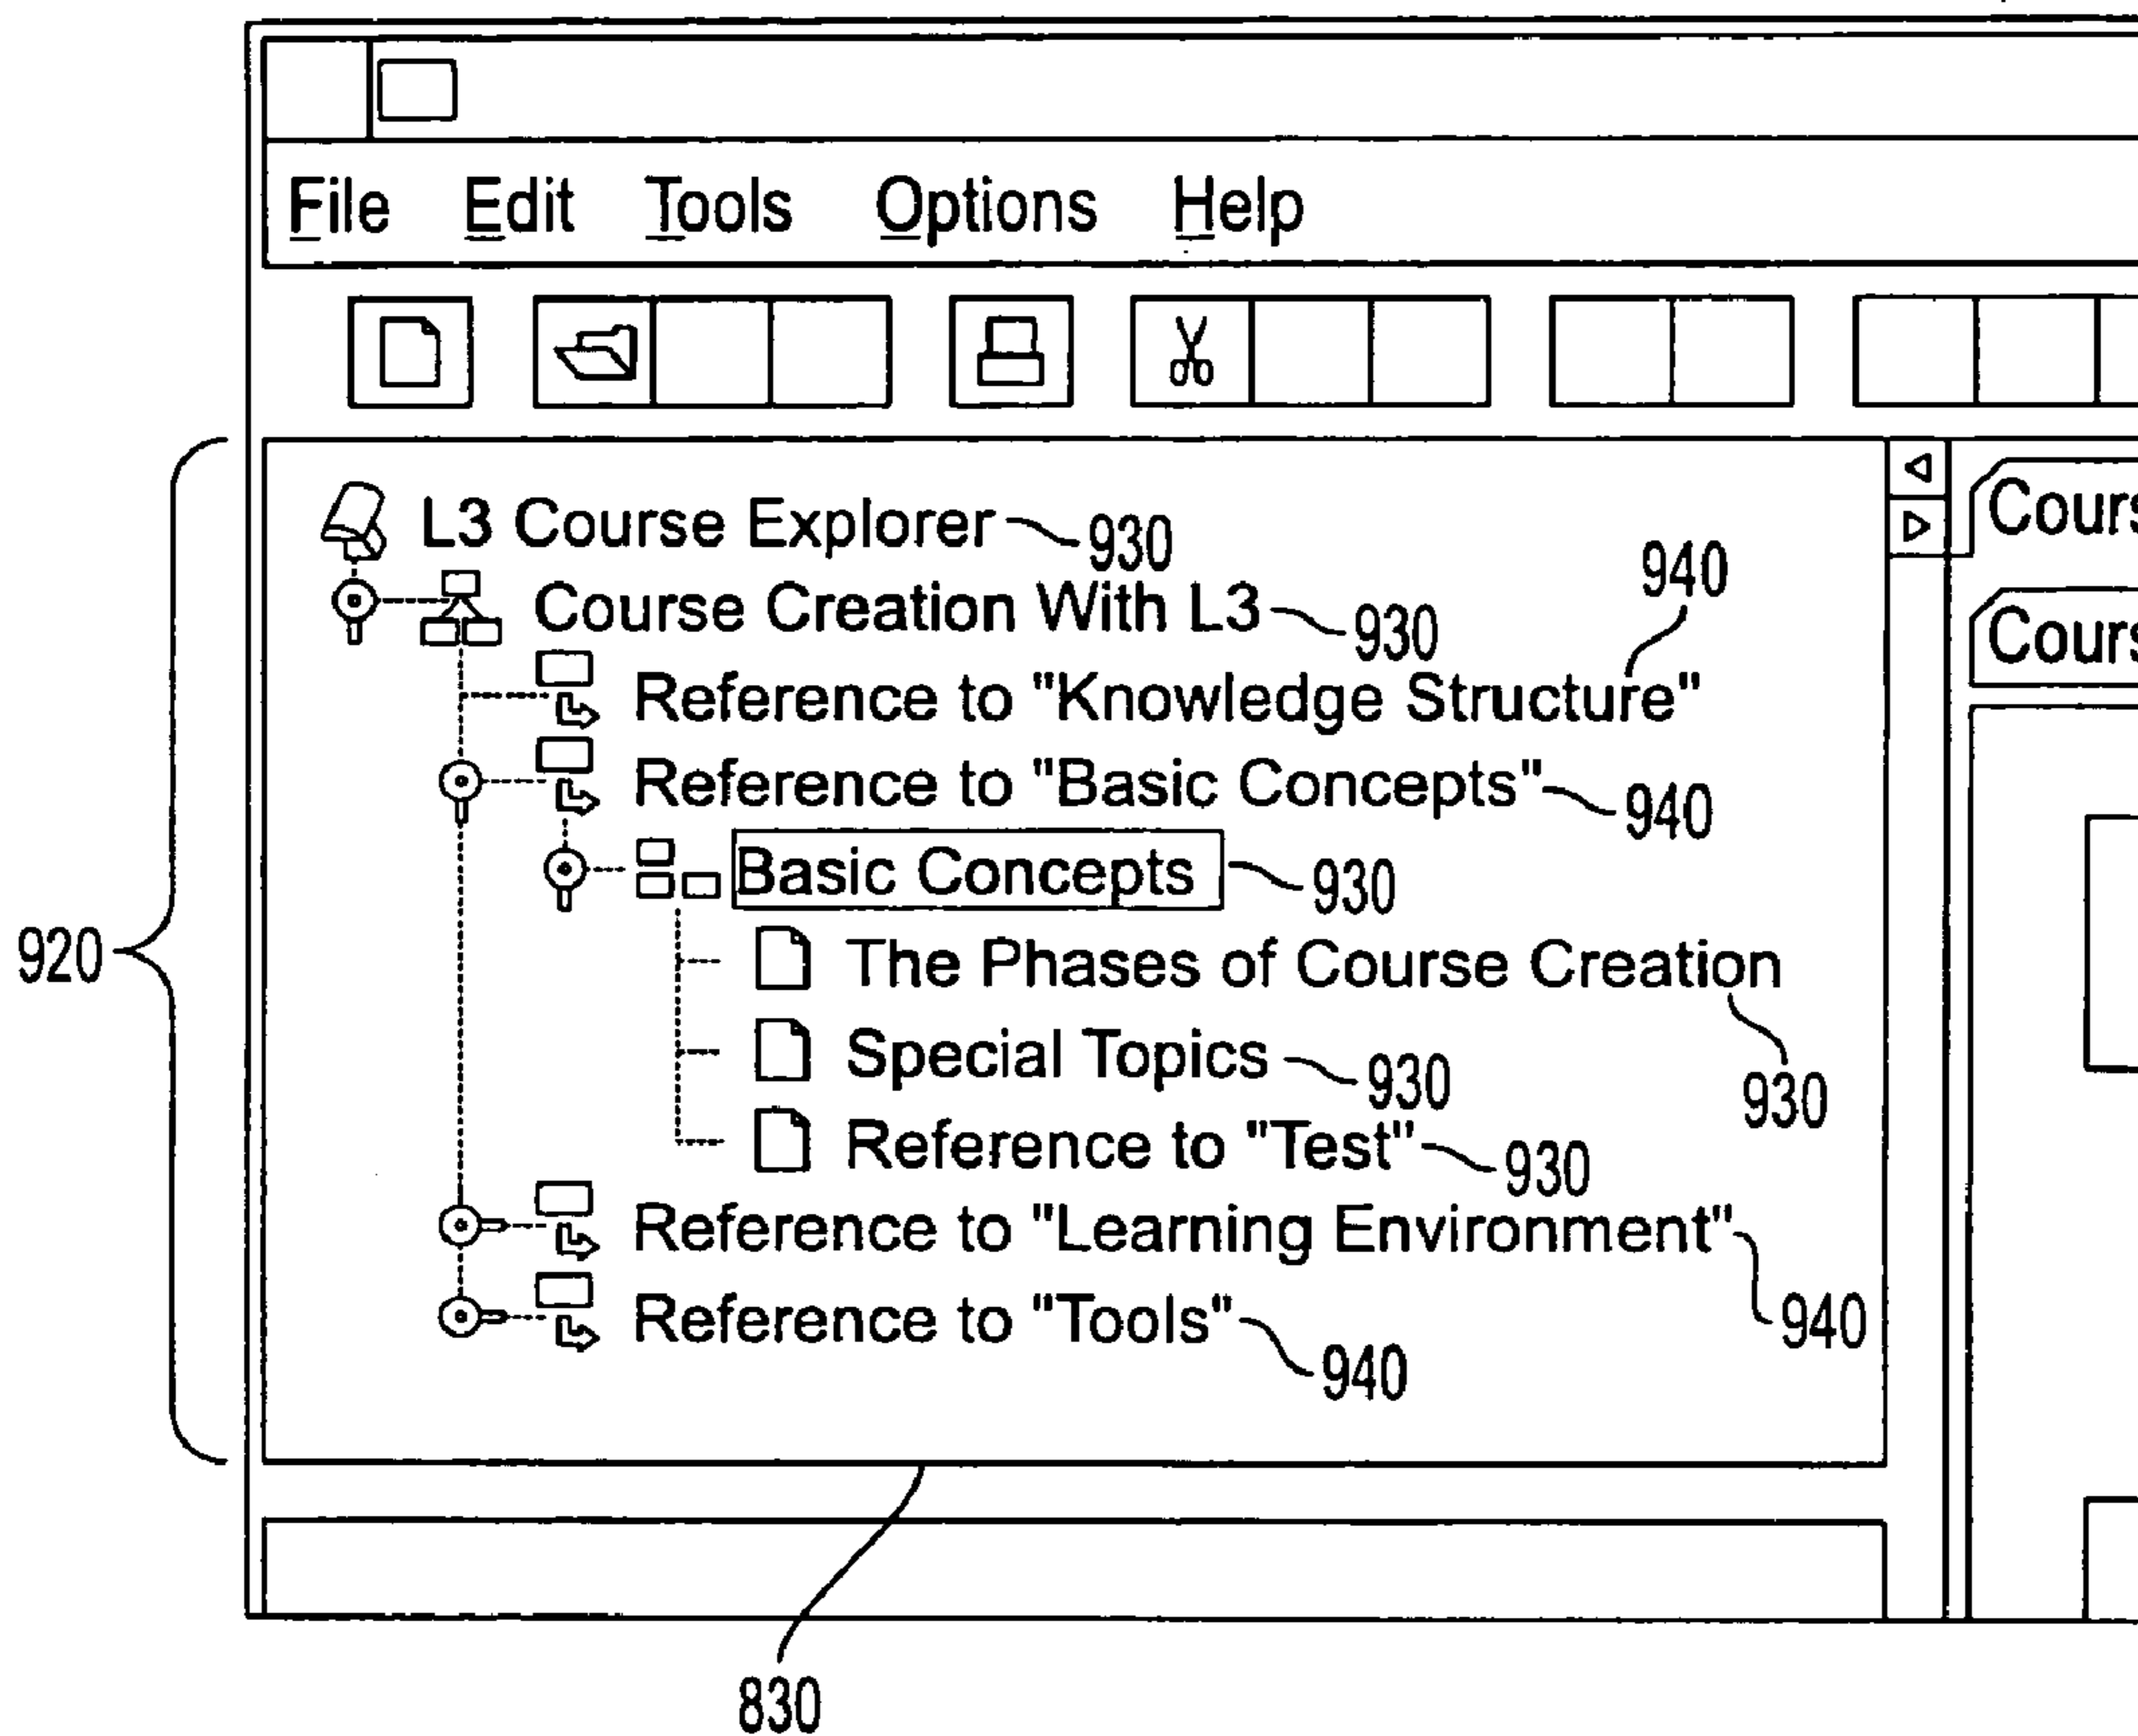 File Edit Tools Options Help
L3 Course Explorer 930
Course Creation With L3 930
940
Reference to "Knowledge Structure"
Reference to "Basic Concepts" 940
Basic Concepts 930
The Phases of Course Creation
930
Special Topics 930
Reference to "Test" 930
Reference to "Learning Environment" 940
Reference to "Tools" 940
920
830
Cours
Cours